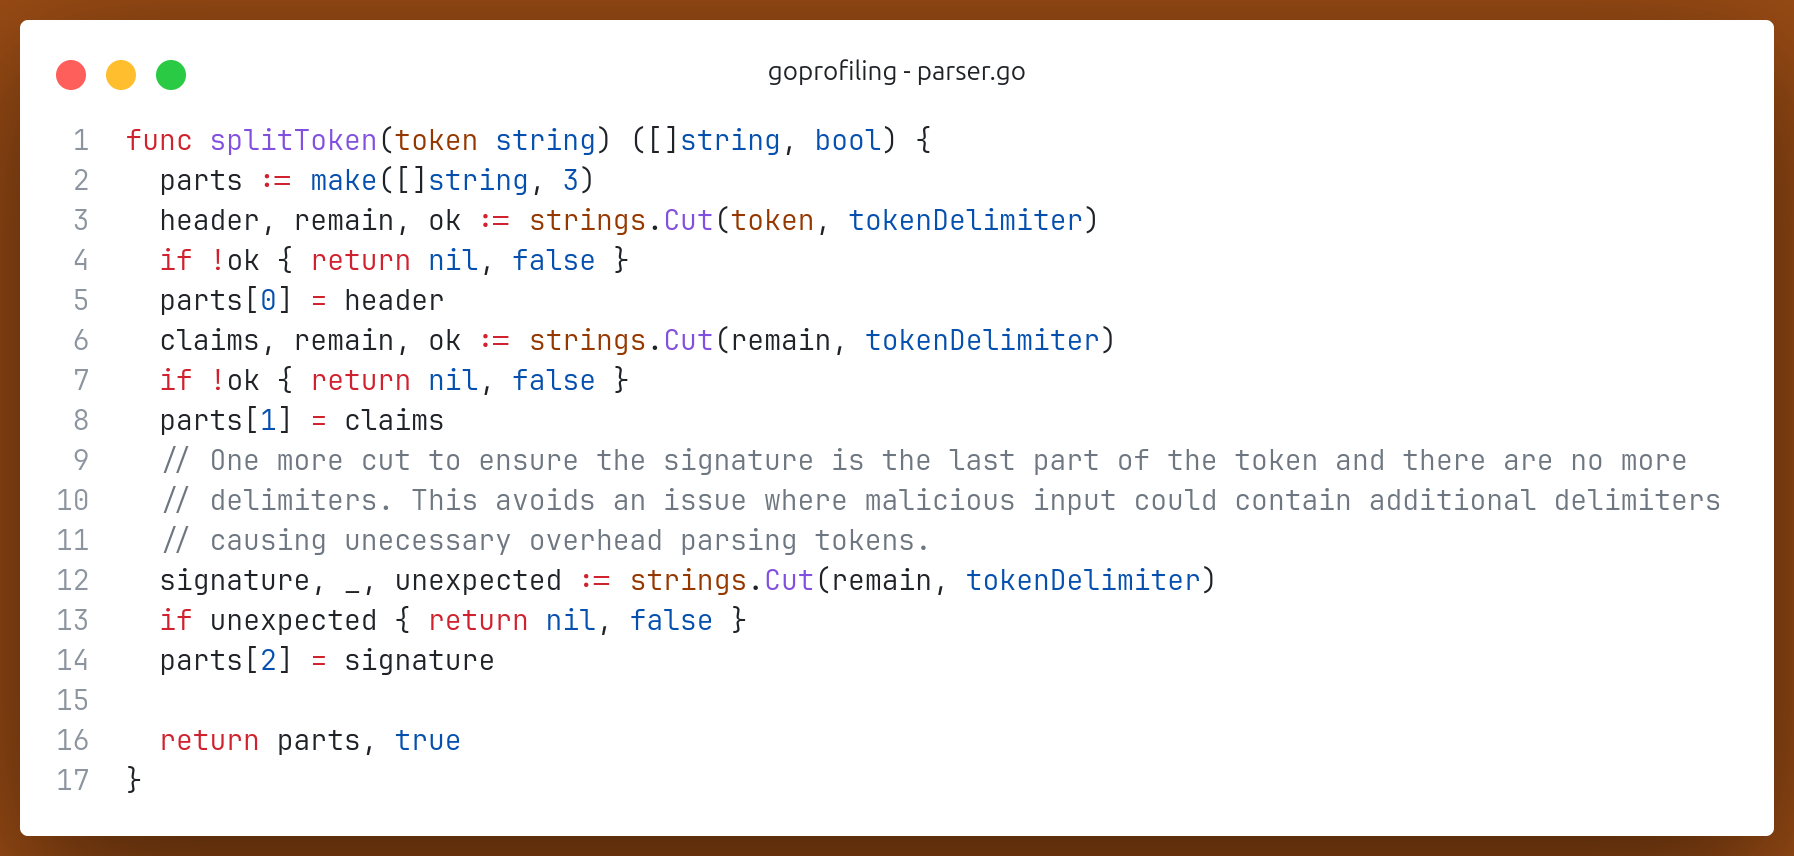 goprofiling - parser.go
1 func splitToken(token string) ([]string, bool) {
2   parts := make([]string, 3)
3   header, remain, ok := strings.Cut(token, tokenDelimiter)
4   if !ok { return nil, false }
5   parts[0] = header
6   claims, remain, ok := strings.Cut(remain, tokenDelimiter)
7   if !ok { return nil, false }
8   parts[1] = claims
9   // One more cut to ensure the signature is the last part of the token and there are no more
10   // delimiters. This avoids an issue where malicious input could contain additional delimiters
11   // causing unecessary overhead parsing tokens.
12   signature, _, unexpected := strings.Cut(remain, tokenDelimiter)
13   if unexpected { return nil, false }
14   parts[2] = signature
15
16   return parts, true
17 }